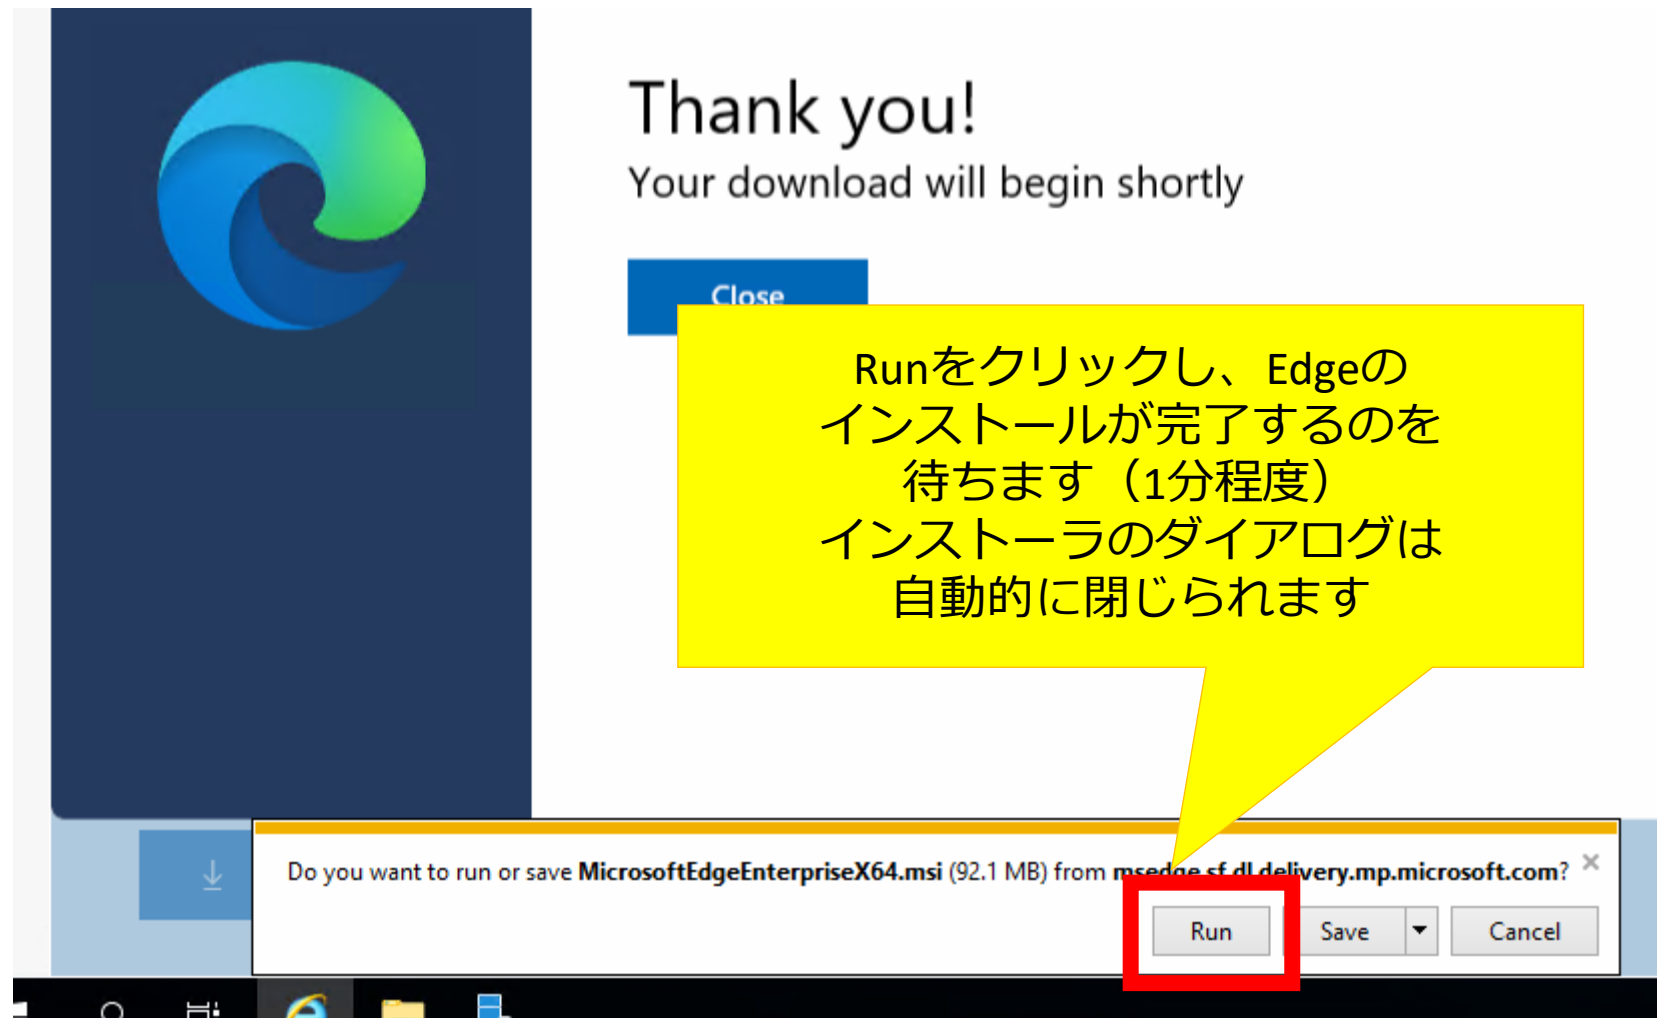 Thank you!
Your download will begin shortly
Close
Runをクリックし、Edgeの
インストールが完了するのを
待ちます（1分程度）
インストーラのダイアログは
自動的に閉じられます
Do you want to run or save MicrosoftEdgeEnterpriseX64.msi (92.1 MB) from msedge.sf.dl.delivery.mp.microsoft.com?
Run Save Cancel